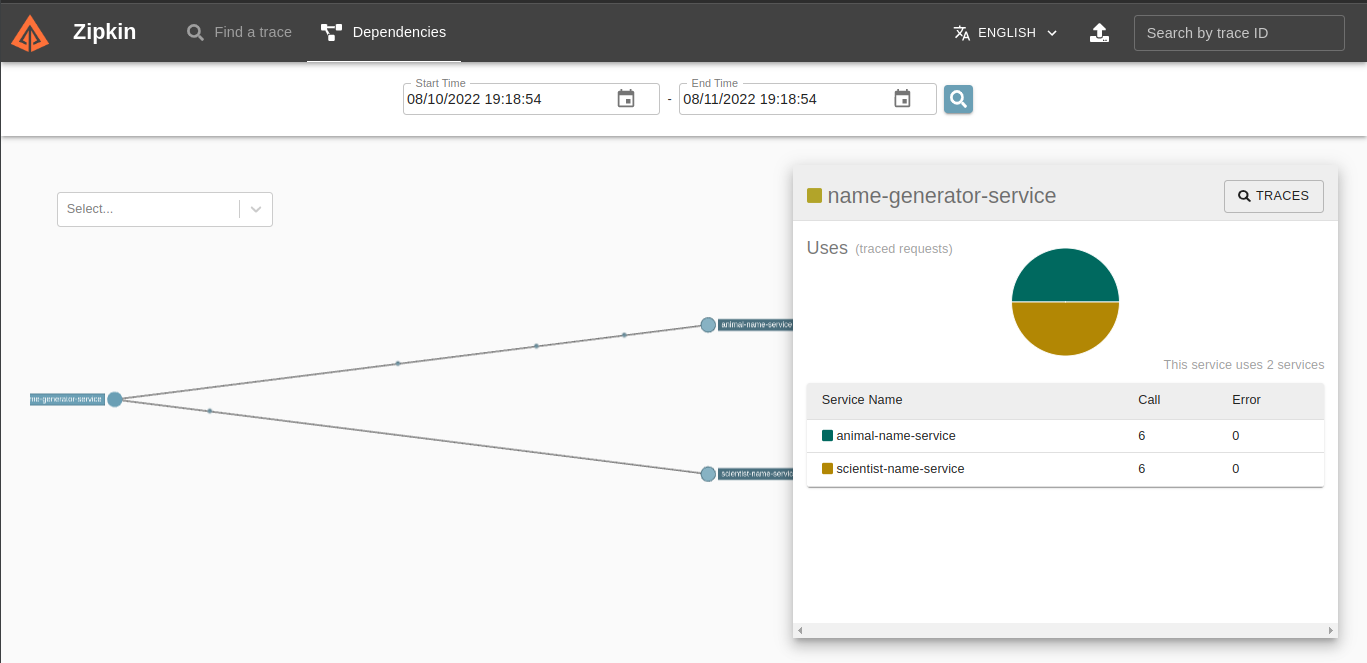 Zipkin
Find a trace
Dependencies
ENGLISH
Search by trace ID
Start Time
08/10/2022 19:18:54
-
End Time
08/11/2022 19:18:54
Select...
name-generator-service
TRACES
Uses (traced requests)
This service uses 2 services
Service Name Call Error
animal-name-service 6 0
scientist-name-service 6 0
animal-name-service
me-generator-service
scientist-name-servic